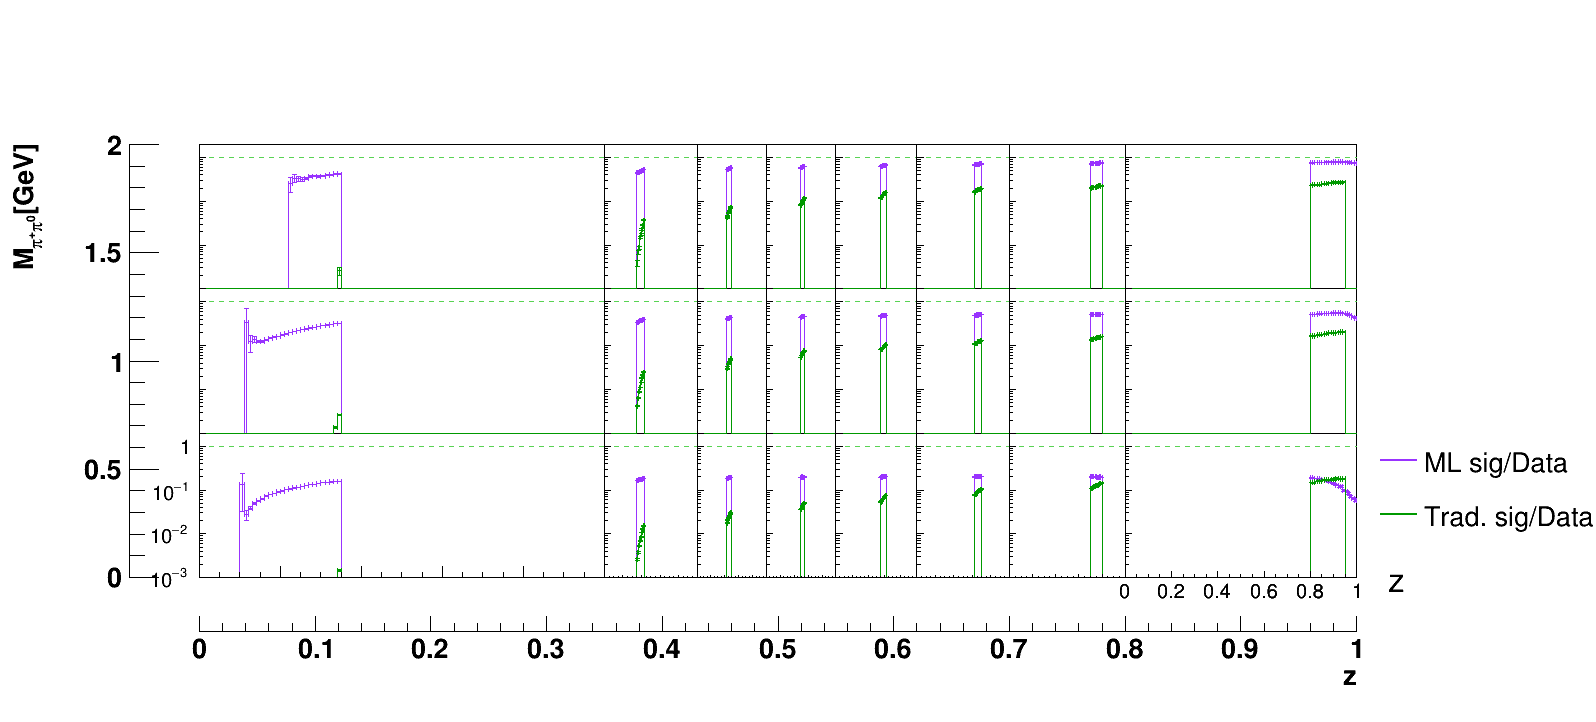 M_{π⁺π⁰}[GeV]
2
1.5
1
0.5
0
1
10⁻¹
10⁻²
10⁻³
ML sig/Data
Trad. sig/Data
0 0.2 0.4 0.6 0.8 1 z
0 0.1 0.2 0.3 0.4 0.5 0.6 0.7 0.8 0.9 1
z